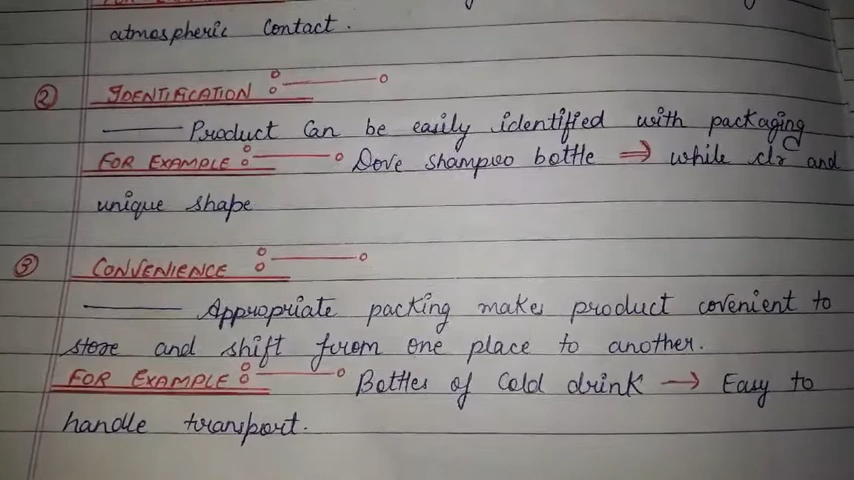 atmospheric Contact.
② IDENTIFICATION
Product Can be easily identified with packaging
FOR EXAMPLE Dove shampoo bottle ⇒ while clr and
unique shape
③ CONVENIENCE
Appropriate packing makes product covenient to
store and shift from one place to another.
FOR EXAMPLE Bottles of Cold drink → Easy to
handle transport.